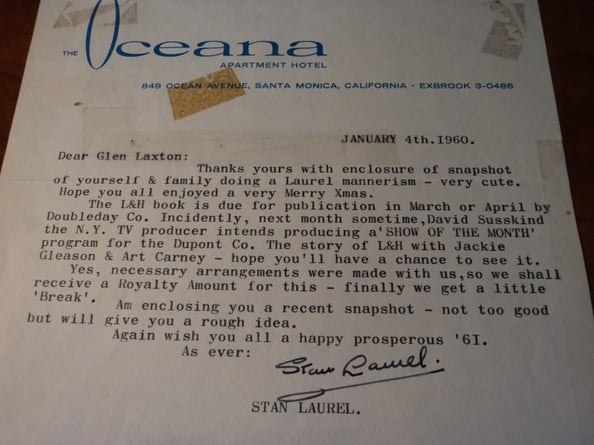 THE Oceana
APARTMENT HOTEL
849 OCEAN AVENUE, SANTA MONICA, CALIFORNIA · EXBROOK 3-0486
JANUARY 4th.I960.
Dear Glen Laxton:
Thanks yours with enclosure of snapshot
of yourself & family doing a Laurel mannerism - very cute.
Hope you all enjoyed a very Merry Xmas.
The L&H book is due for publication in March or April by
Doubleday Co. Incidently, next month sometime,David Susskind
the N.Y. TV producer intends producing a'SHOW OF THE MONTH'
program for the Dupont Co. The story of L&H with Jackie
Gleason & Art Carney - hope you'll have a chance to see it.
Yes, necessary arrangements were made with us,so we shall
receive a Royalty Amount for this - finally we get a little
'Break'.
Am enclosing you a recent snapshot - not too good
but will give you a rough idea.
Again wish you all a happy prosperous '6I.
As ever:
Stan Laurel.
STAN LAUREL.